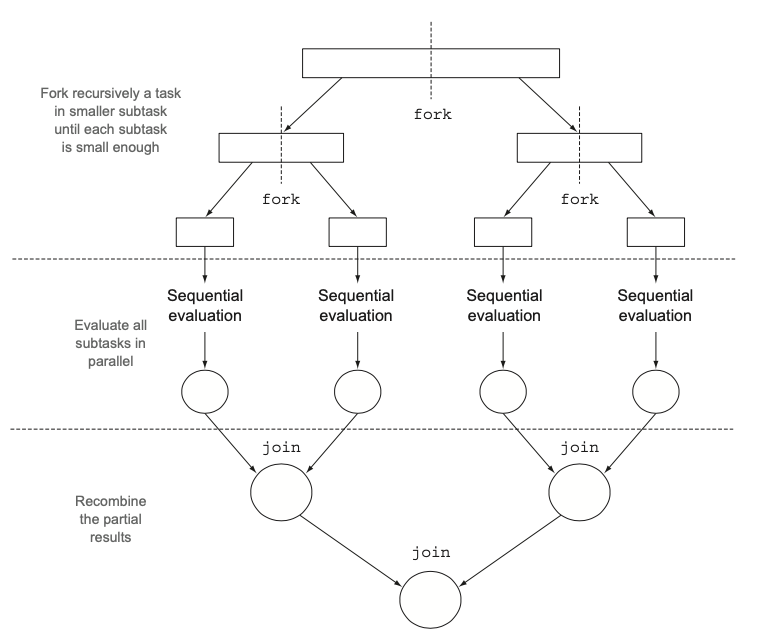 Fork recursively a task
in smaller subtask
until each subtask
is small enough
fork
fork
fork
Sequential
evaluation
Sequential
evaluation
Sequential
evaluation
Sequential
evaluation
Evaluate all
subtasks in
parallel
join
join
Recombine
the partial
results
join